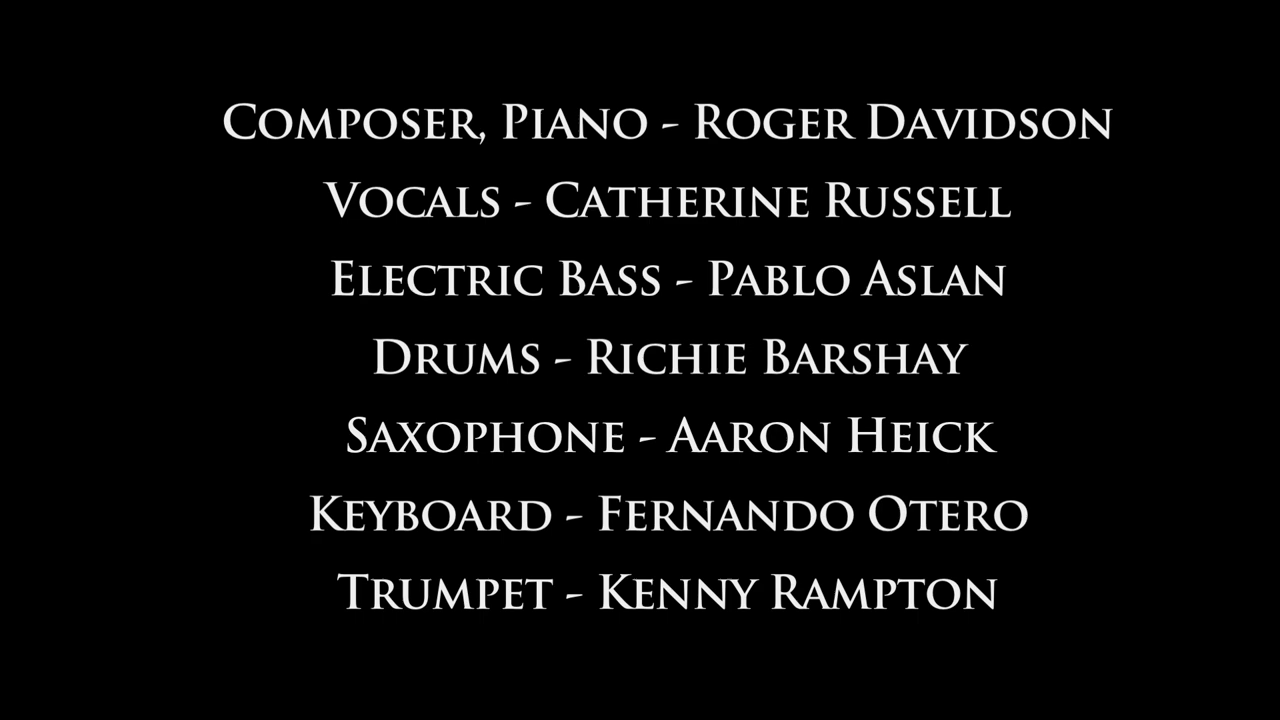 Composer, Piano - Roger Davidson
Vocals - Catherine Russell
Electric Bass - Pablo Aslan
Drums - Richie Barshay
Saxophone - Aaron Heick
Keyboard - Fernando Otero
Trumpet - Kenny Rampton